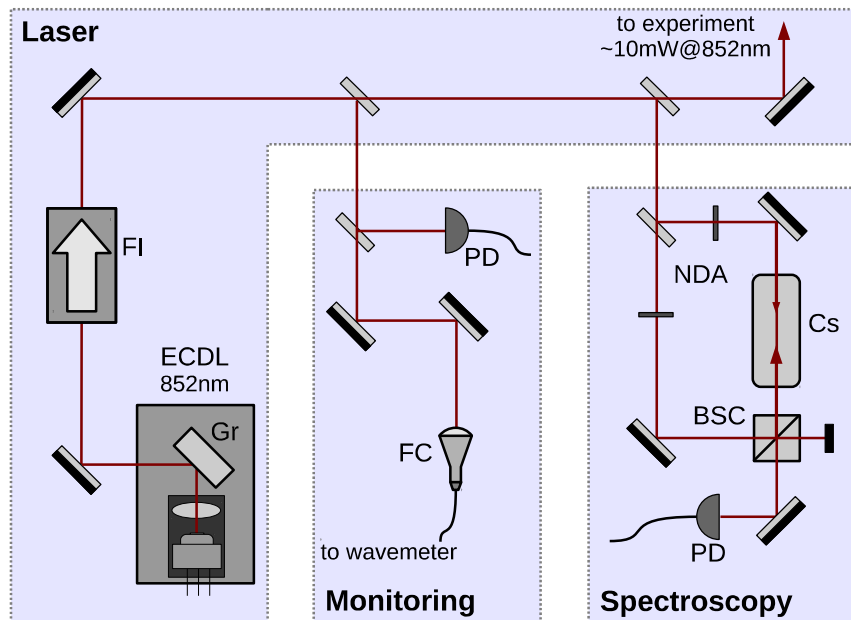 Laser
to experiment
~10mW@852nm
FI
ECDL
852nm
Gr
PD
FC
to wavemeter
Monitoring
NDA
Cs
BSC
PD
Spectroscopy